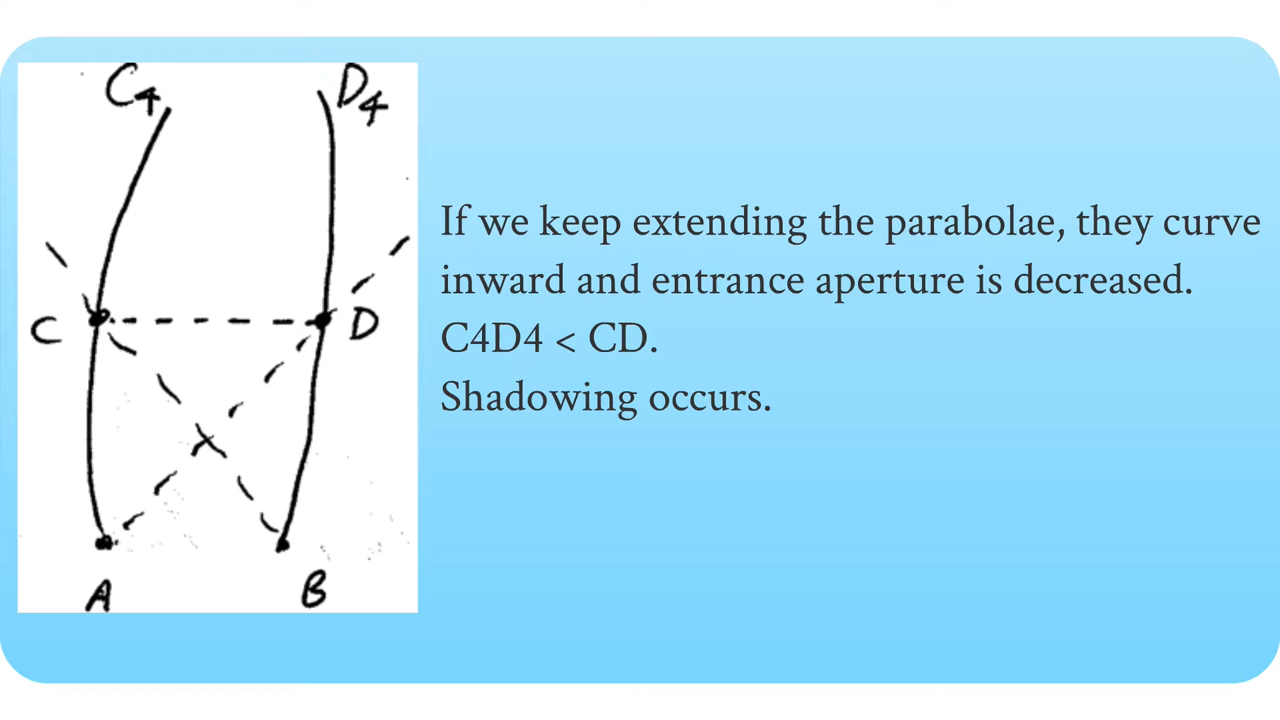 C4 D4
If we keep extending the parabolae, they curve
inward and entrance aperture is decreased.
C4D4 < CD.
Shadowing occurs.
C D
A B